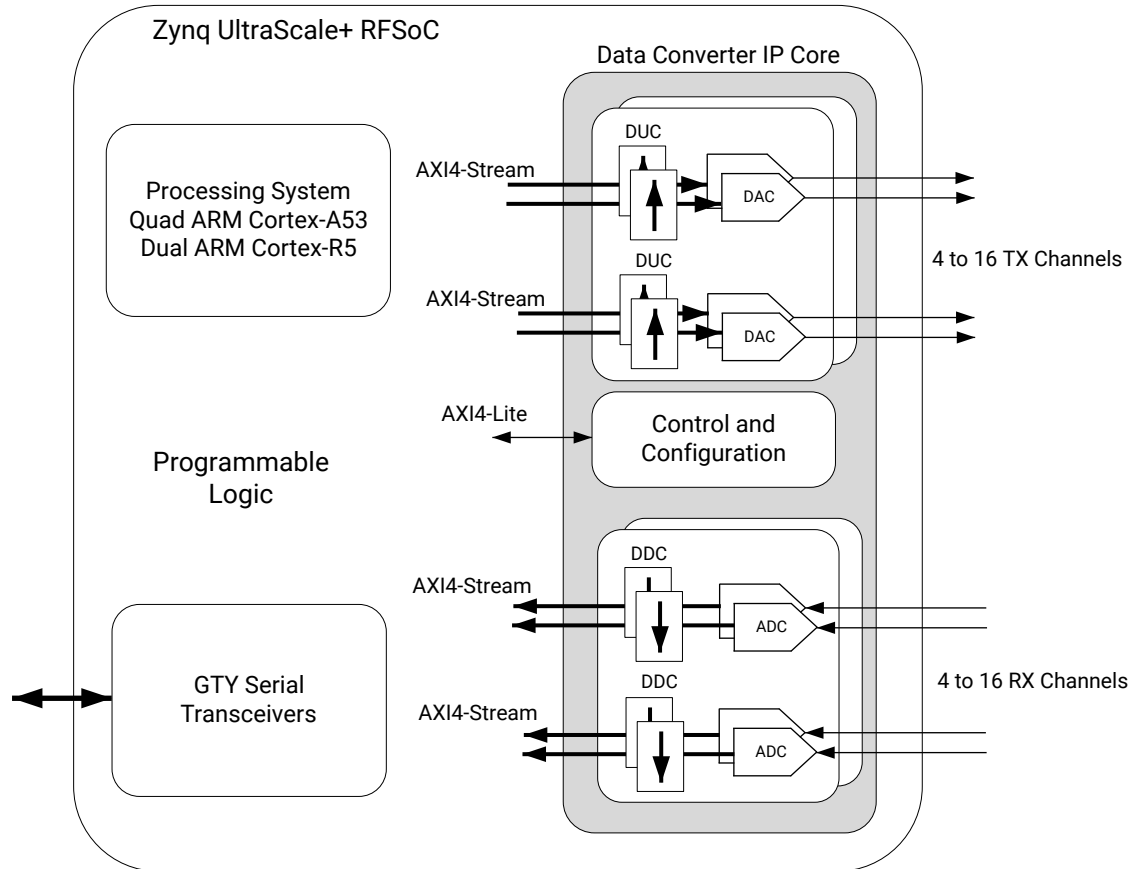 Zynq UltraScale+ RFSoC
Data Converter IP Core
Processing System
Quad ARM Cortex-A53
Dual ARM Cortex-R5
DUC
AXI4-Stream
DAC
4 to 16 TX Channels
DUC
AXI4-Stream
DAC
AXI4-Lite
Control and
Configuration
Programmable
Logic
DDC
AXI4-Stream
ADC
GTY Serial
Transceivers
4 to 16 RX Channels
DDC
AXI4-Stream
ADC